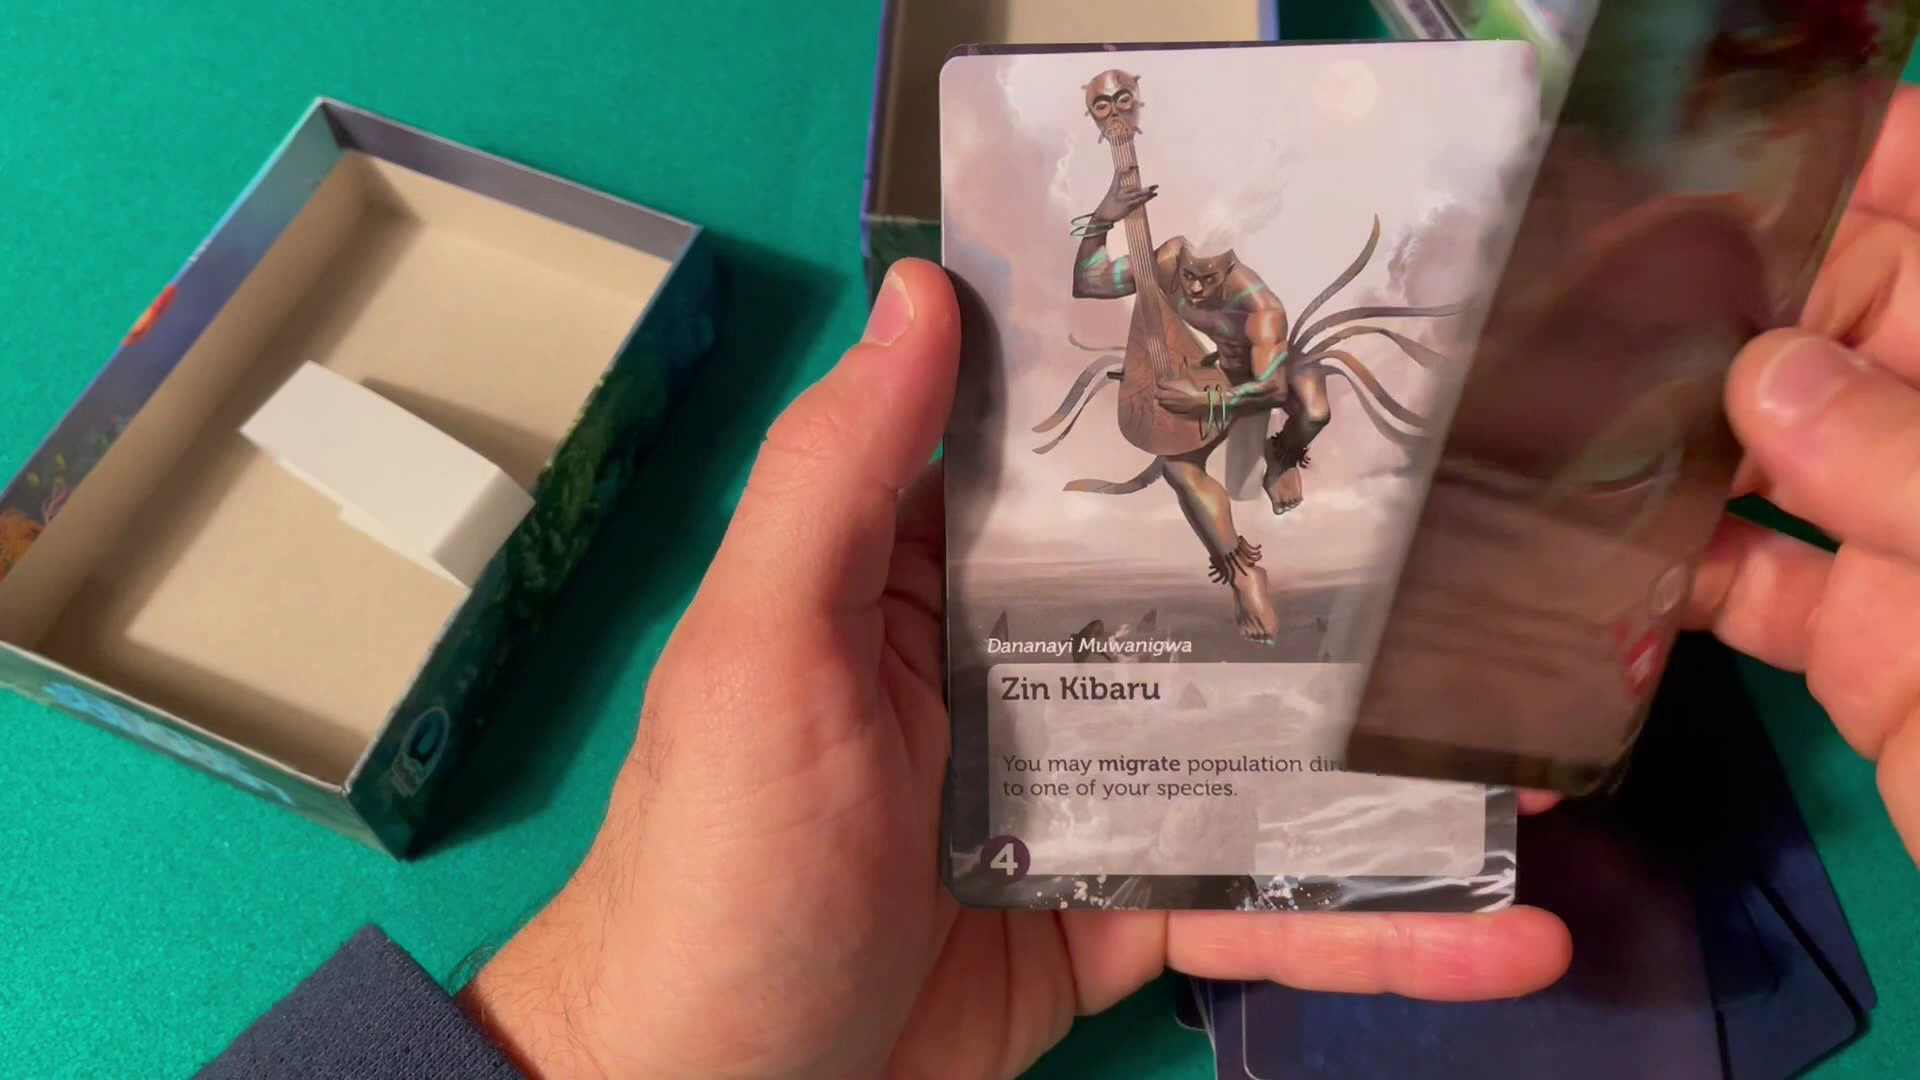 Dananayi Muwanigwa
Zin Kibaru
You may migrate population
to one of your species.
4